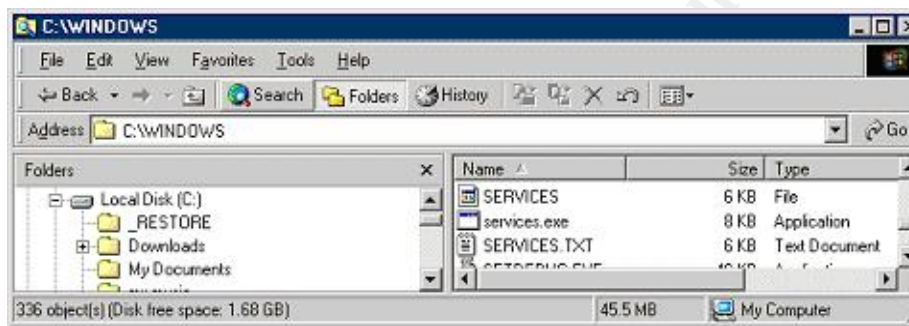 C:\WINDOWS
File Edit View Favorites Tools Help
Back Search Folders History
Address C:\WINDOWS Go
Folders
Local Disk (C:)
_RESTORE
Downloads
My Documents
Name Size Type
SERVICES 6 KB File
services.exe 8 KB Application
SERVICES.TXT 6 KB Text Document
336 object(s) (Disk free space: 1.68 GB) 45.5 MB My Computer